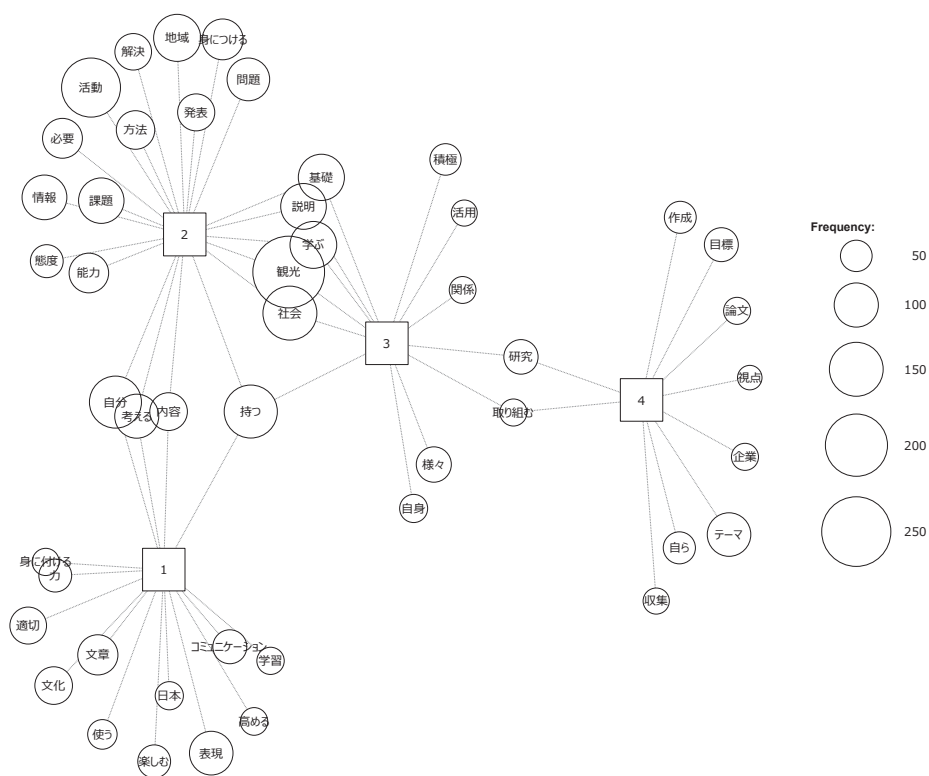 地域
身につける
解決
活動
問題
発表
方法
必要
積極
基礎
情報
課題
説明
活用
作成
2
学ぶ
目標
Frequency:
態度
能力
観光
50
関係
100
社会
論文
3
研究
150
視点
自分
考える
内容
持つ
取り組む
4
200
様々
企業
自身
テーマ
250
自ら
身に付ける
力
1
収集
適切
文章
コミュニケーション
学習
文化
日本
使う
高める
楽しむ
表現